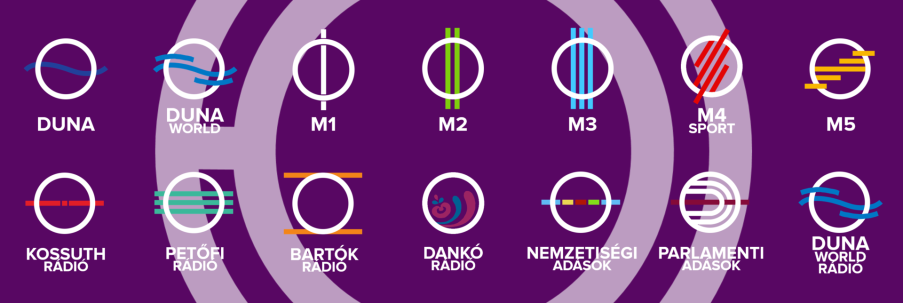 DUNA
DUNA
WORLD
M1
M2
M3
M4
SPORT
M5
KOSSUTH
RÁDIÓ
PETŐFI
RÁDIÓ
BARTÓK
RÁDIÓ
DANKÓ
RÁDIÓ
NEMZETISÉGI
ADÁSOK
PARLAMENTI
ADÁSOK
DUNA
WORLD
RÁDIÓ